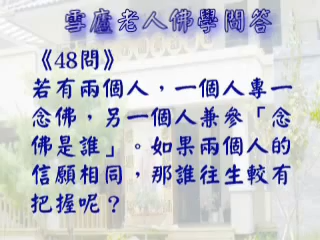 雪廬老人佛學問答
《48問》
若有兩個人，一個人專一
念佛，另一個人兼參「念
佛是誰」。如果兩個人的
信願相同，那誰往生較有
把握呢？